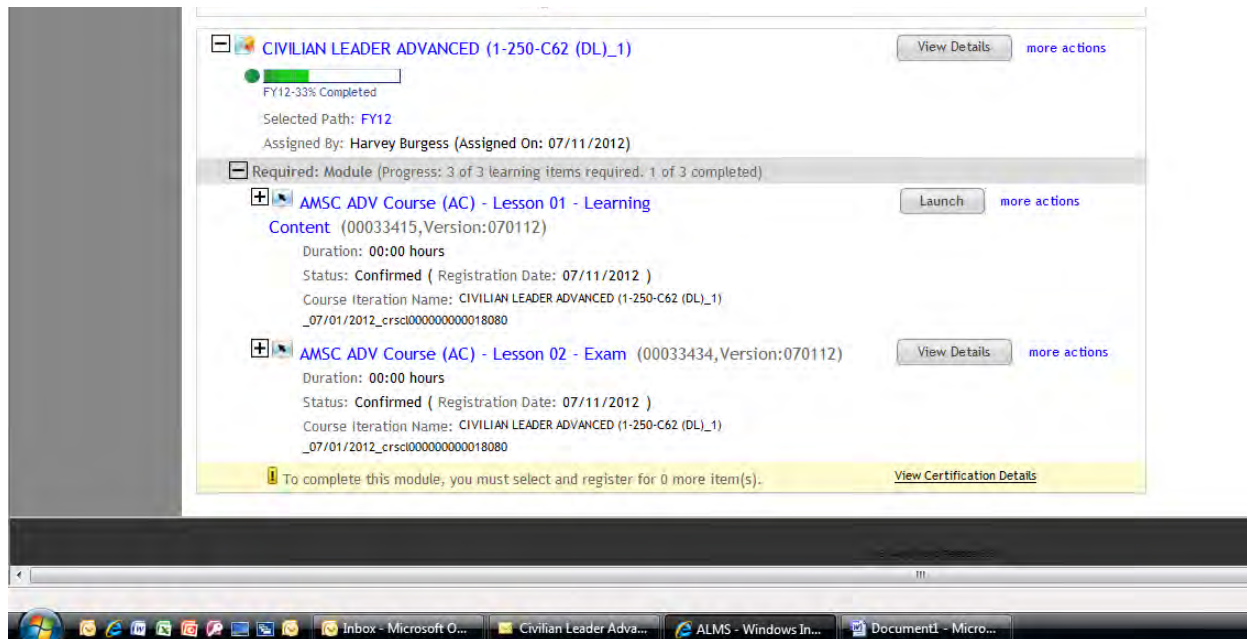 CIVILIAN LEADER ADVANCED (1-250-C62 (DL)_1) View Details more actions
FY12-33% Completed
Selected Path: FY12
Assigned By: Harvey Burgess (Assigned On: 07/11/2012)
Required: Module (Progress: 3 of 3 learning items required. 1 of 3 completed)
AMSC ADV Course (AC) - Lesson 01 - Learning Launch more actions
Content (00033415,Version:070112)
Duration: 00:00 hours
Status: Confirmed ( Registration Date: 07/11/2012 )
Course Iteration Name: CIVILIAN LEADER ADVANCED (1-250-C62 (DL)_1)
_07/01/2012_crscl000000000018080
AMSC ADV Course (AC) - Lesson 02 - Exam (00033434,Version:070112) View Details more actions
Duration: 00:00 hours
Status: Confirmed ( Registration Date: 07/11/2012 )
Course Iteration Name: CIVILIAN LEADER ADVANCED (1-250-C62 (DL)_1)
_07/01/2012_crscl000000000018080
To complete this module, you must select and register for 0 more item(s). View Certification Details
Inbox - Microsoft O... Civilian Leader Adva... ALMS - Windows In... Document1 - Micro...